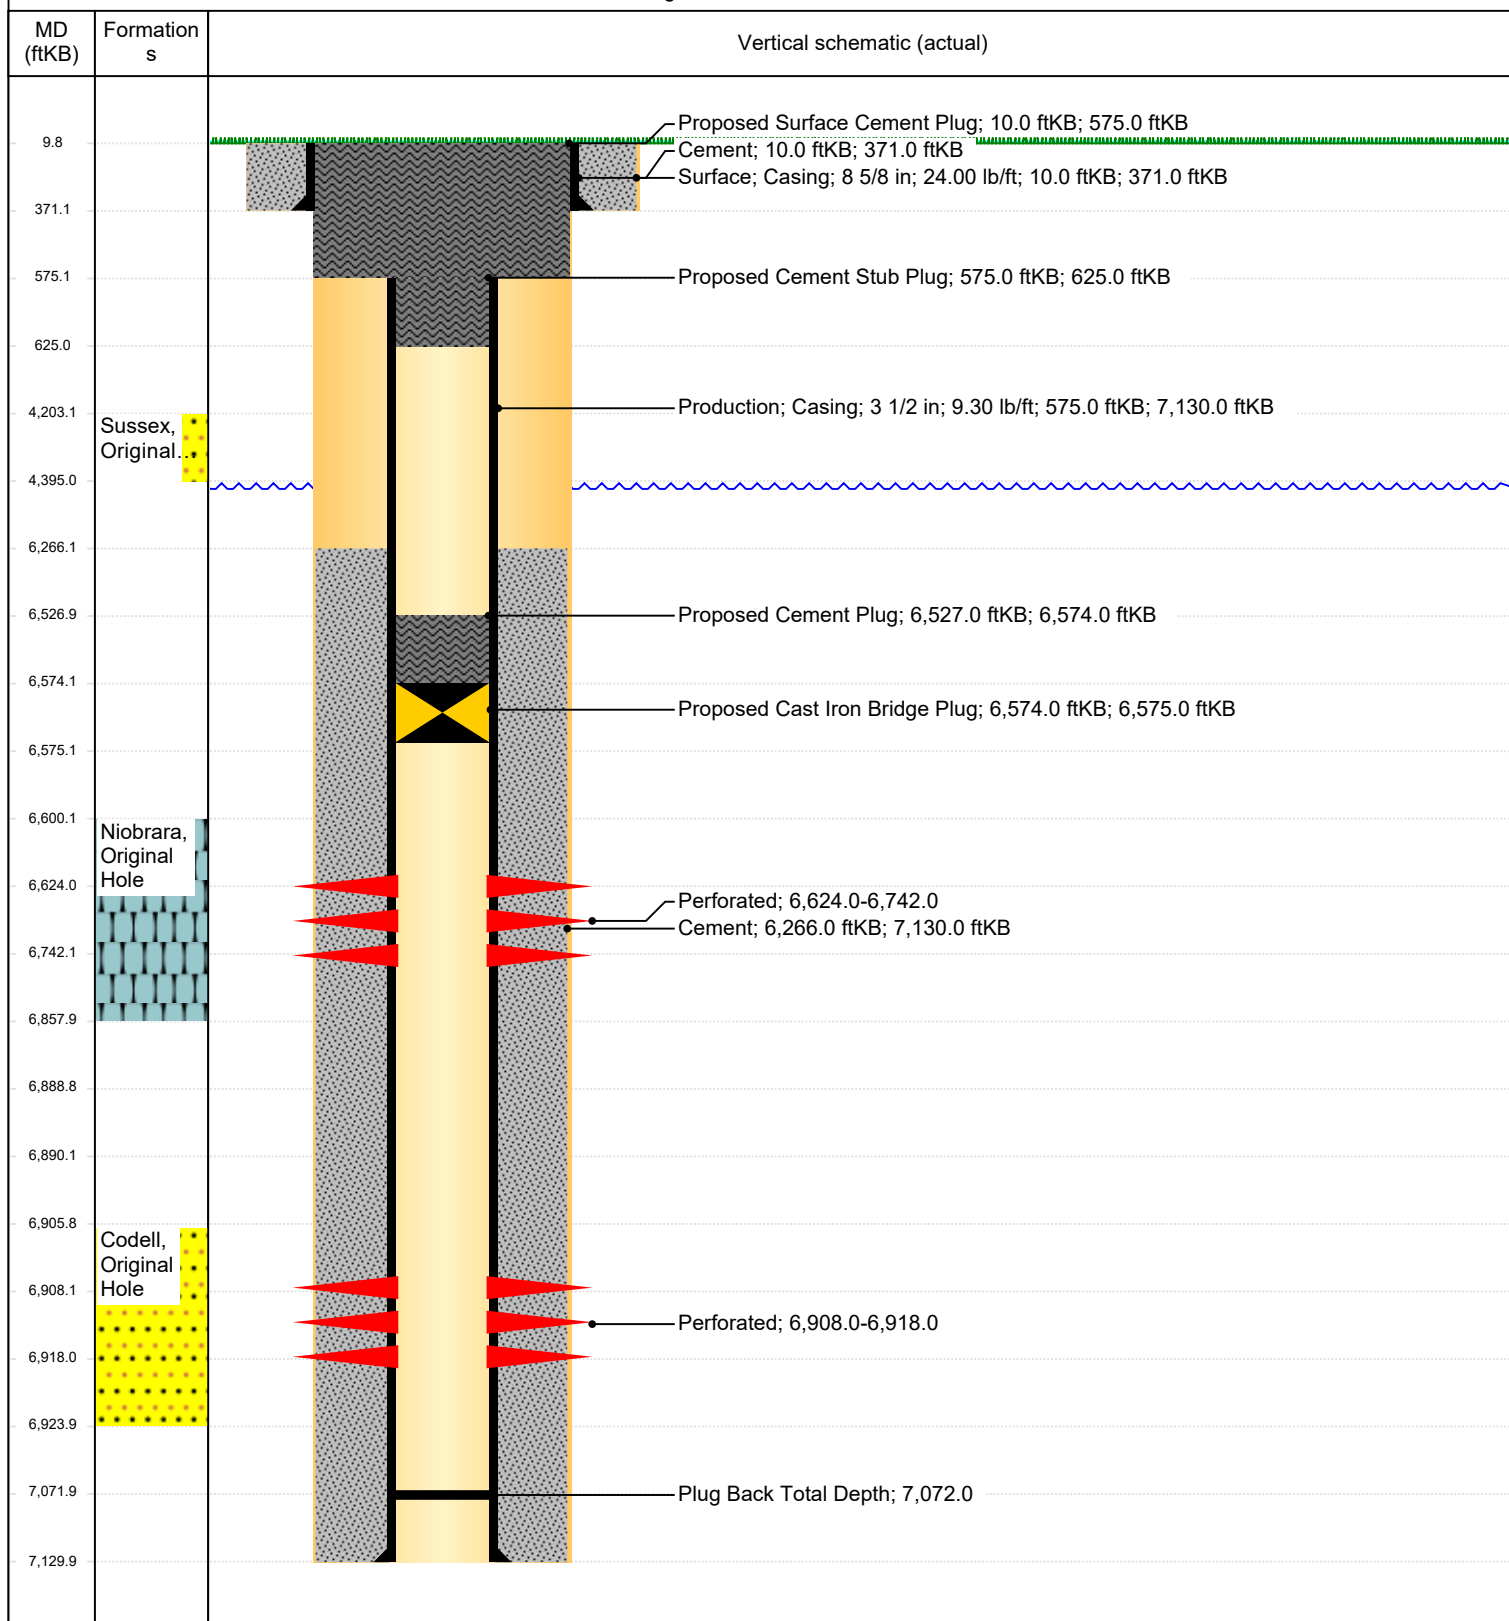 MD
(ftKB)
Formation
s
Vertical schematic (actual)
9.8
371.1
575.1
625.0
4,203.1
4,395.0
6,266.1
6,526.9
6,574.1
6,575.1
6,600.1
6,624.0
6,742.1
6,857.9
6,888.8
6,890.1
6,905.8
6,908.1
6,918.0
6,923.9
7,071.9
7,129.9
Sussex,
Original...
Niobrara,
Original
Hole
Codell,
Original
Hole
Proposed Surface Cement Plug; 10.0 ftKB; 575.0 ftKB
Cement; 10.0 ftKB; 371.0 ftKB
Surface; Casing; 8 5/8 in; 24.00 lb/ft; 10.0 ftKB; 371.0 ftKB
Proposed Cement Stub Plug; 575.0 ftKB; 625.0 ftKB
Production; Casing; 3 1/2 in; 9.30 lb/ft; 575.0 ftKB; 7,130.0 ftKB
Proposed Cement Plug; 6,527.0 ftKB; 6,574.0 ftKB
Proposed Cast Iron Bridge Plug; 6,574.0 ftKB; 6,575.0 ftKB
Perforated; 6,624.0-6,742.0
Cement; 6,266.0 ftKB; 7,130.0 ftKB
Perforated; 6,908.0-6,918.0
Plug Back Total Depth; 7,072.0